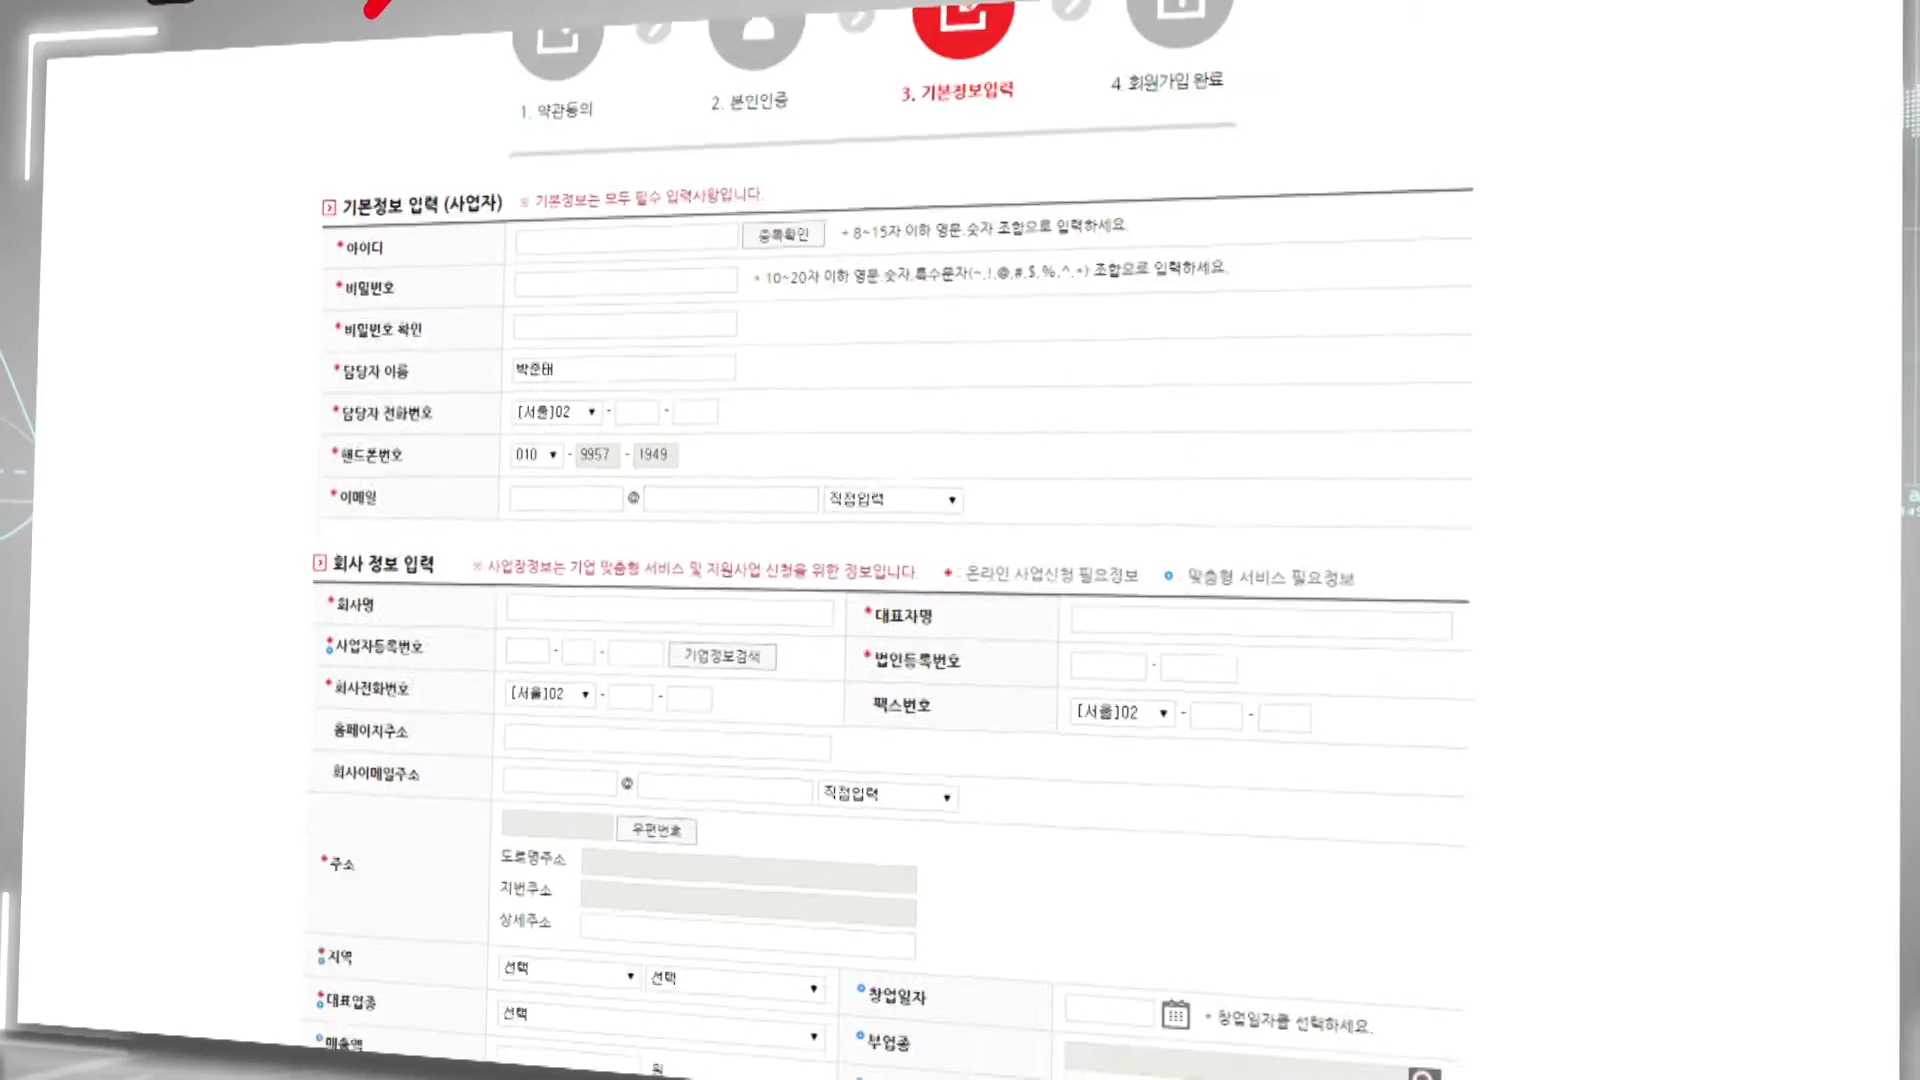 1. 약관동의
2. 본인인증
3. 기본정보입력
4. 회원가입 완료
기본정보 입력 (사업자) ※ 기본정보는 모두 필수 입력사항입니다.
*아이디 중복확인 * 8~15자 이하 영문,숫자 조합으로 입력하세요.
*비밀번호 * 10~20자 이하 영문,숫자,특수문자(~,!,@,#,$,%,^,*) 조합으로 입력하세요.
*비밀번호 확인
*담당자 이름 박준태
*담당자 전화번호 [서울]02 ▼ - -
*핸드폰번호 010 ▼ - 9957 - 1949
*이메일 @ 직접입력 ▼
회사 정보 입력 ※ 사업장정보는 기업 맞춤형 서비스 및 지원사업 신청을 위한 정보입니다. * : 온라인 사업신청 필요정보 : 맞춤형 서비스 필요정보
*회사명 *대표자명
*사업자등록번호 - - 기업정보검색 *법인등록번호 -
*회사전화번호 [서울]02 ▼ - - 팩스번호 [서울]02 ▼ - -
홈페이지주소
회사이메일주소 @ 직접입력 ▼
*주소 우편번호
도로명주소
지번주소
상세주소
*지역 선택 ▼ 선택 ▼ 창업일자 * 창업일자를 선택하세요.
*대표업종 선택 ▼ 부업종
매출액 원